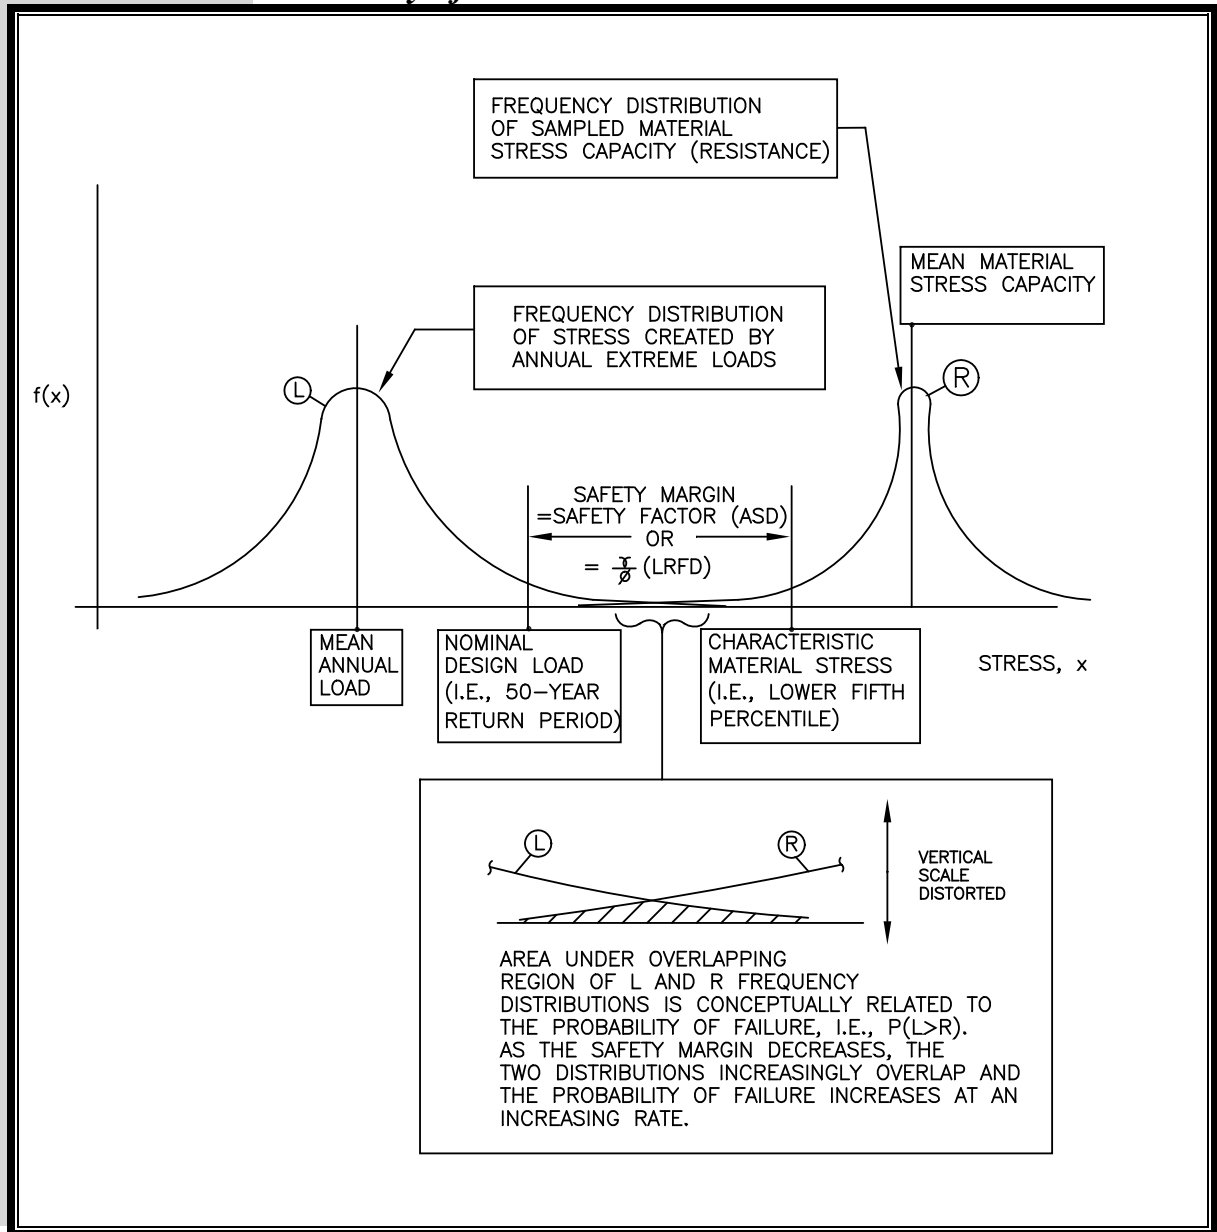 FREQUENCY DISTRIBUTION
OF SAMPLED MATERIAL
STRESS CAPACITY (RESISTANCE)
MEAN MATERIAL
STRESS CAPACITY
FREQUENCY DISTRIBUTION
OF STRESS CREATED BY
ANNUAL EXTREME LOADS
f(x)
L
R
SAFETY MARGIN
=SAFETY FACTOR (ASD)
OR
= γ/ø (LRFD)
MEAN
ANNUAL
LOAD
NOMINAL
DESIGN LOAD
(I.E., 50-YEAR
RETURN PERIOD)
CHARACTERISTIC
MATERIAL STRESS
(I.E., LOWER FIFTH
PERCENTILE)
STRESS, x
L
R
VERTICAL
SCALE
DISTORTED
AREA UNDER OVERLAPPING
REGION OF L AND R FREQUENCY
DISTRIBUTIONS IS CONCEPTUALLY RELATED TO
THE PROBABILITY OF FAILURE, I.E., P(L>R).
AS THE SAFETY MARGIN DECREASES, THE
TWO DISTRIBUTIONS INCREASINGLY OVERLAP AND
THE PROBABILITY OF FAILURE INCREASES AT AN
INCREASING RATE.